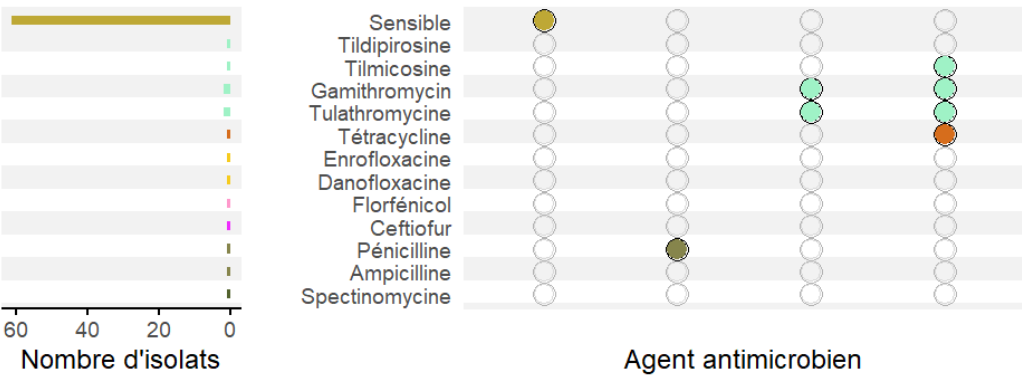 Sensible
Tildipirosine
Tilmicosine
Gamithromycin
Tulathromycine
Tétracycline
Enrofloxacine
Danofloxacine
Florfénicol
Ceftiofur
Pénicilline
Ampicilline
Spectinomycine
60 40 20 0
Nombre d'isolats
Agent antimicrobien